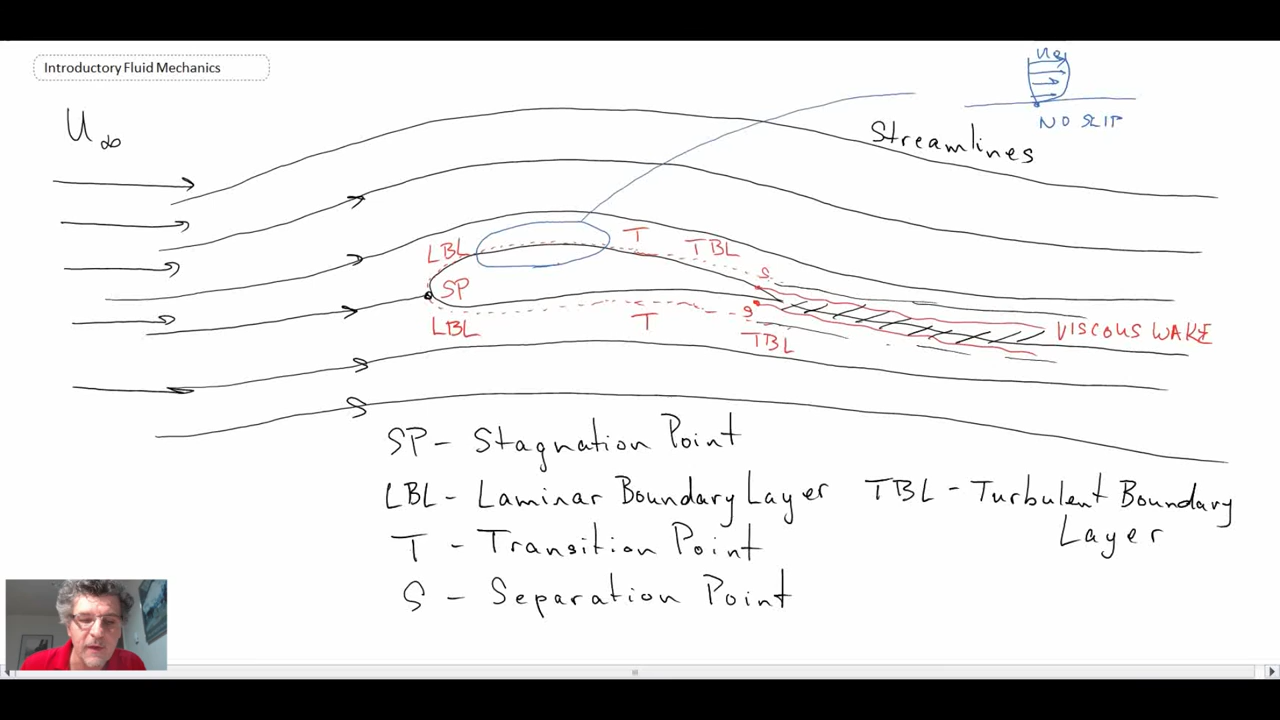 Introductory Fluid Mechanics
U∞
Ue
NO SLIP
Streamlines
LBL
T
TBL
S
SP
LBL
T
S
TBL
VISCOUS WAKE
SP - Stagnation Point
LBL - Laminar Boundary Layer
TBL - Turbulent Boundary
Layer
T - Transition Point
S - Separation Point